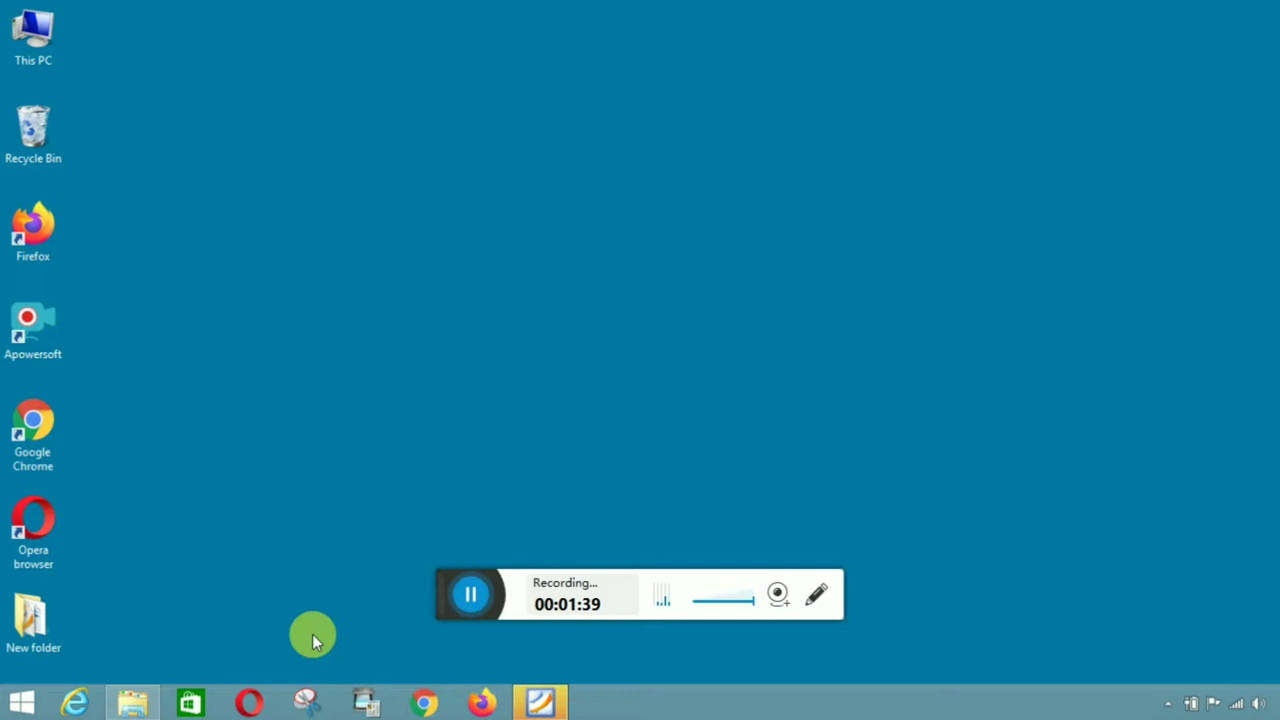 This PC
Recycle Bin
Firefox
Apowersoft
Google
Chrome
Opera
browser
New folder
Recording...
00:01:39